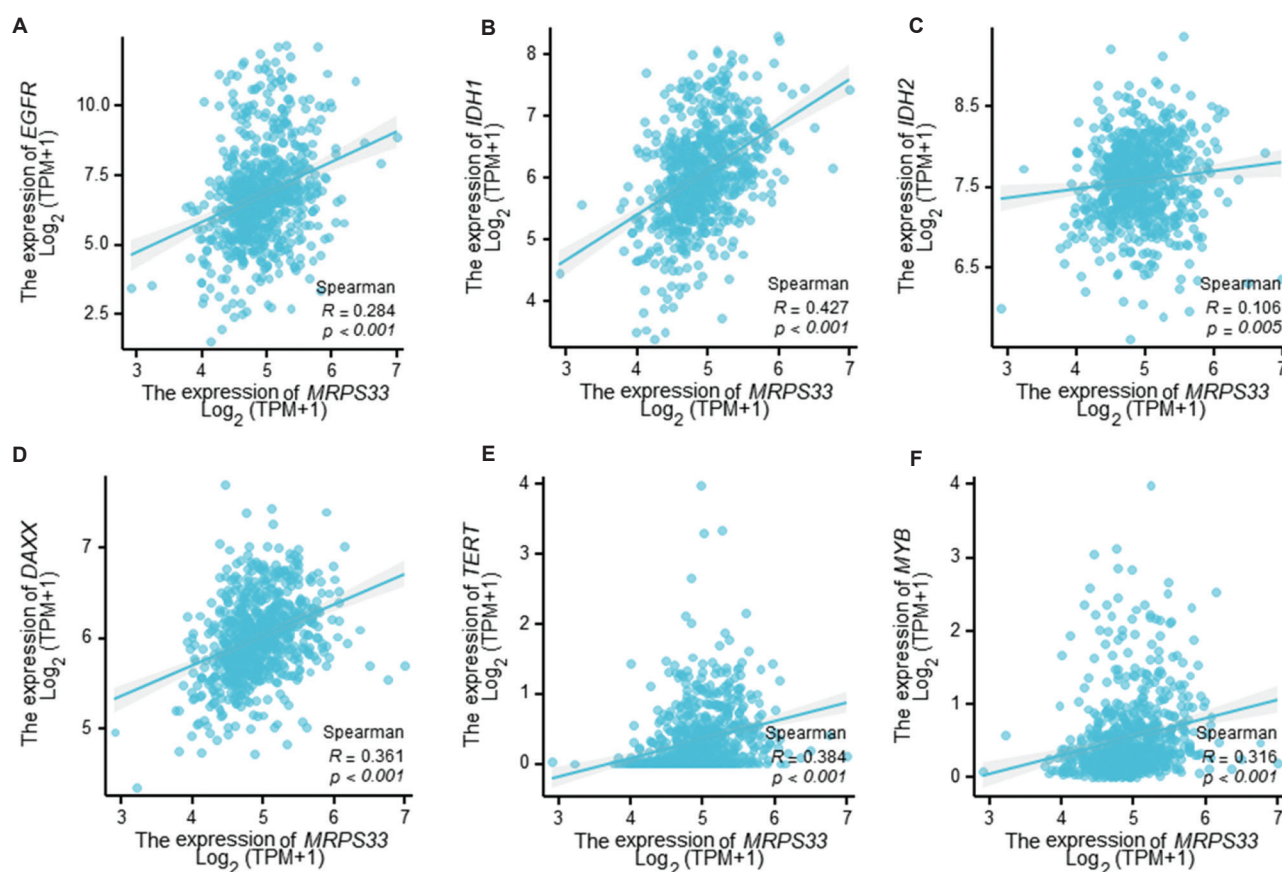 A
The expression of EGFR
Log2 (TPM+1)
10.0
7.5
5.0
2.5
Spearman
R = 0.284
p < 0.001
3 4 5 6 7
The expression of MRPS33
Log2 (TPM+1)
B
The expression of IDH1
Log2 (TPM+1)
8
7
6
5
4
Spearman
R = 0.427
p < 0.001
3 4 5 6 7
The expression of MRPS33
Log2 (TPM+1)
C
The expression of IDH2
Log2 (TPM+1)
8.5
7.5
6.5
Spearman
R = 0.106
p = 0.005
3 4 5 6 7
The expression of MRPS33
Log2 (TPM+1)
D
The expression of DAXX
Log2 (TPM+1)
7
6
5
Spearman
R = 0.361
p < 0.001
3 4 5 6 7
The expression of MRPS33
Log2 (TPM+1)
E
The expression of TERT
Log2 (TPM+1)
4
3
2
1
0
Spearman
R = 0.384
p < 0.001
3 4 5 6 7
The expression of MRPS33
Log2 (TPM+1)
F
The expression of MYB
Log2 (TPM+1)
4
3
2
1
0
Spearman
R = 0.316
p < 0.001
3 4 5 6 7
The expression of MRPS33
Log2 (TPM+1)